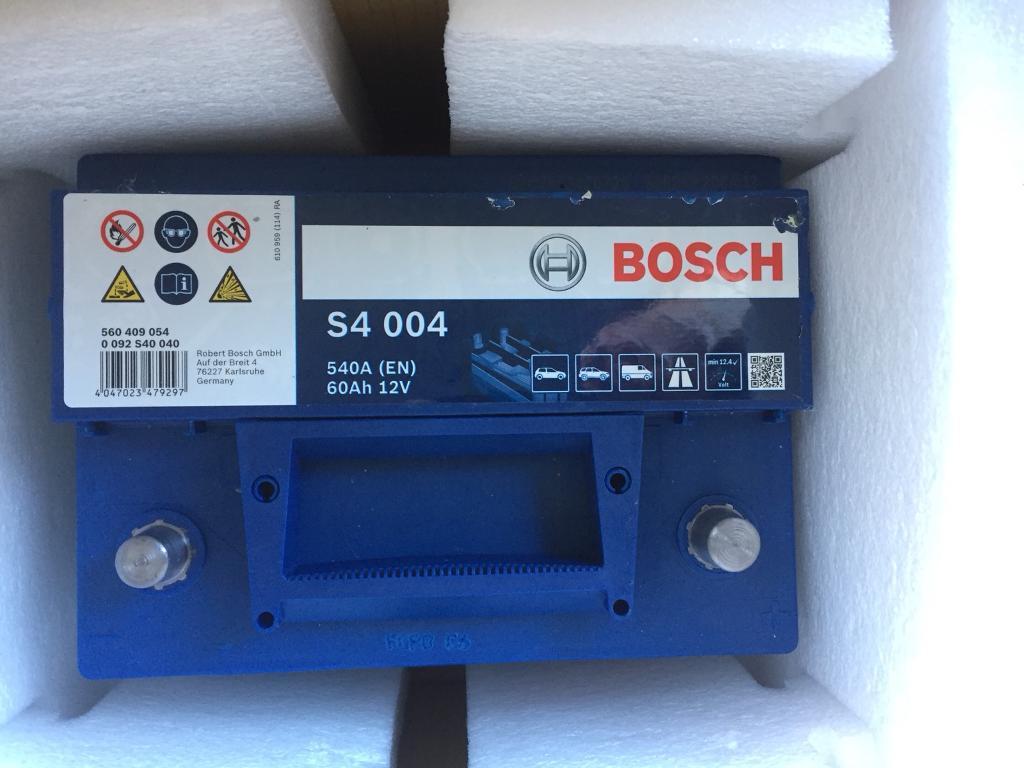 610 959 (114) RA
560 409 054
0 092 S40 040
4 047023 479297
Robert Bosch GmbH
Auf der Breit 4
76227 Karlsruhe
Germany
BOSCH
S4 004
540A (EN)
60Ah 12V
min 12.4✓
Volt